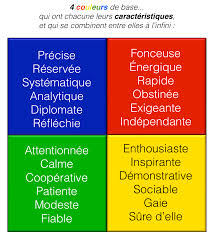 4 couleurs de base...
qui ont chacune leurs caractéristiques,
et qui se combinent entre elles à l'infini :
Précise
Réservée
Systématique
Analytique
Diplomate
Réfléchie
Fonceuse
Énergique
Rapide
Obstinée
Exigeante
Indépendante
Attentionnée
Calme
Coopérative
Patiente
Modeste
Fiable
Enthousiaste
Inspirante
Démonstrative
Sociable
Gaie
Sûre d'elle